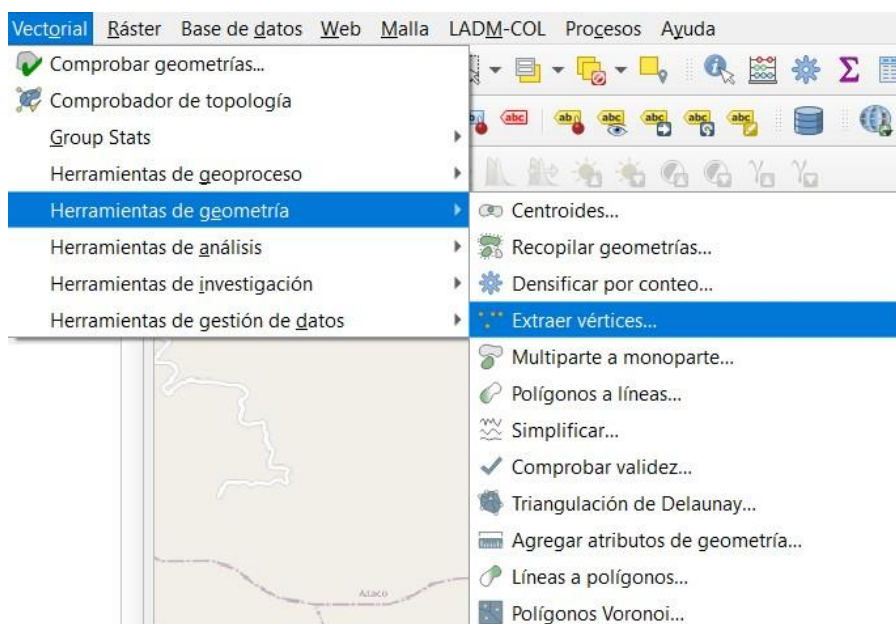 Vectorial Ráster Base de datos Web Malla LADM-COL Procesos Ayuda
Comprobar geometrías...
Comprobador de topología
Group Stats
Herramientas de geoproceso
Herramientas de geometría
Herramientas de análisis
Herramientas de investigación
Herramientas de gestión de datos
abc
ab
abc
abc
abc
abc
Centroides...
Recopilar geometrías...
Densificar por conteo...
Extraer vértices...
Multiparte a monoparte...
Polígonos a líneas...
Simplificar...
Comprobar validez...
Triangulación de Delaunay...
Agregar atributos de geometría...
Líneas a polígonos...
Polígonos Voronoi...
Ataco